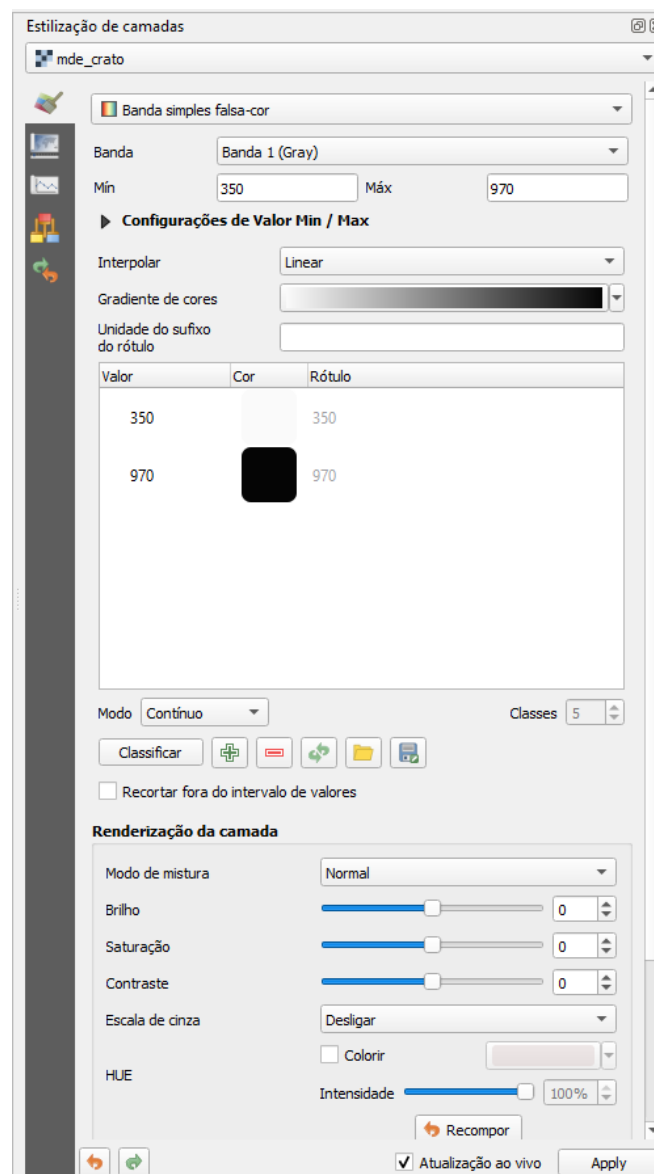 Estilização de camadas
mde_crato
Banda simples falsa-cor
Banda Banda 1 (Gray)
Mín 350 Máx 970
Configurações de Valor Min / Max
Interpolar Linear
Gradiente de cores
Unidade do sufixo
do rótulo
Valor Cor Rótulo
350 350
970 970
Modo Contínuo Classes 5
Classificar
Recortar fora do intervalo de valores
Renderização da camada
Modo de mistura Normal
Brilho 0
Saturação 0
Contraste 0
Escala de cinza Desligar
Colorir
HUE
Intensidade 100%
Recompor
Atualização ao vivo Apply